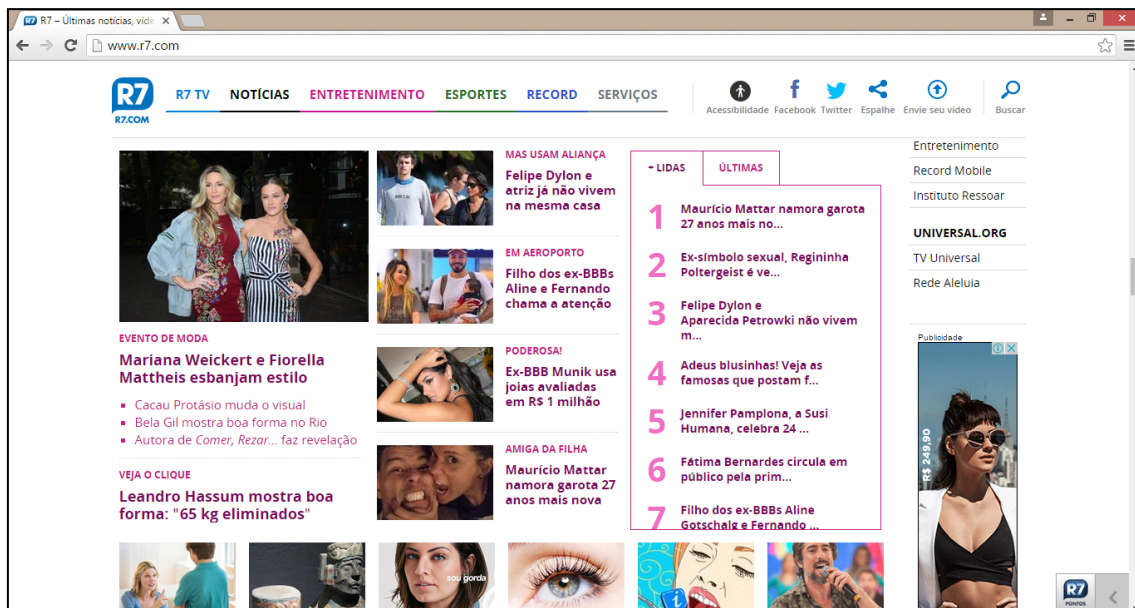 R7 – Últimas notícias, víde
www.r7.com
R7
R7.COM
R7 TV
NOTÍCIAS
ENTRETENIMENTO
ESPORTES
RECORD
SERVIÇOS
Acessibilidade
Facebook
Twitter
Espalhe
Envie seu vídeo
Buscar
EVENTO DE MODA
Mariana Weickert e Fiorella
Mattheis esbanjam estilo
Cacau Protásio muda o visual
Bela Gil mostra boa forma no Rio
Autora de Comer, Rezar... faz revelação
VEJA O CLIQUE
Leandro Hassum mostra boa
forma: "65 kg eliminados"
MAS USAM ALIANÇA
Felipe Dylon e
atriz já não vivem
na mesma casa
EM AEROPORTO
Filho dos ex-BBBs
Aline e Fernando
chama a atenção
PODEROSA!
Ex-BBB Munik usa
joias avaliadas
em R$ 1 milhão
AMIGA DA FILHA
Maurício Mattar
namora garota 27
anos mais nova
+ LIDAS
ÚLTIMAS
1 Maurício Mattar namora garota
27 anos mais no...
2 Ex-símbolo sexual, Regininha
Poltergeist é ve...
3 Felipe Dylon e
Aparecida Petrowki não vivem
m...
4 Adeus blusinhas! Veja as
famosas que postam f...
5 Jennifer Pamplona, a Susi
Humana, celebra 24 ...
6 Fátima Bernardes circula em
público pela prim...
7 Filho dos ex-BBBs Aline
Gotschalg e Fernando ...
Entretenimento
Record Mobile
Instituto Ressoar
UNIVERSAL.ORG
TV Universal
Rede Aleluia
Publicidade
R$ 249,90
sou gorda
R7
PONTOS